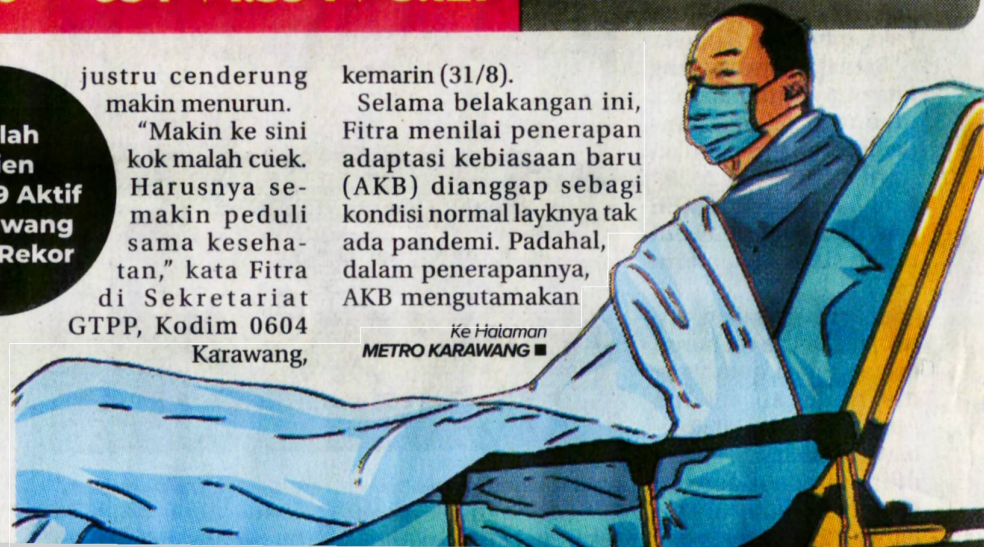 lah
ien
9 Aktif
wang
Rekor
justru cenderung
makin menurun.
“Makin ke sini
kok malah cuek.
Harusnya se-
makin peduli
sama keseha-
tan,” kata Fitra
di Sekretariat
GTPP, Kodim 0604
Karawang,
kemarin (31/8).
Selama belakangan ini,
Fitra menilai penerapan
adaptasi kebiasaan baru
(AKB) dianggap sebagi
kondisi normal layknya tak
ada pandemi. Padahal,
dalam penerapannya,
AKB mengutamakan
Ke Halaman
METRO KARAWANG ■